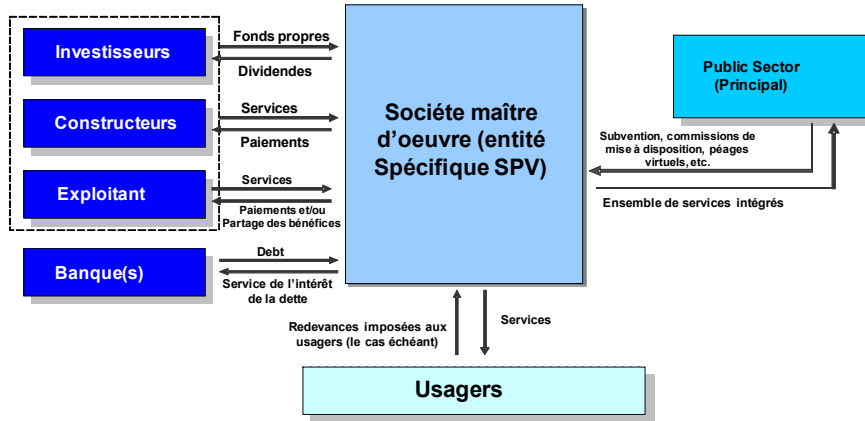 Investisseurs
Fonds propres
Dividendes
Constructeurs
Services
Paiements
Exploitant
Services
Paiements et/ou
Partage des bénéfices
Banque(s)
Debt
Service de l'intérêt
de la dette
Sociéte maître
d'oeuvre (entité
Spécifique SPV)
Public Sector
(Principal)
Subvention, commissions de
mise à disposition, péages
virtuels, etc.
Ensemble de services intégrés
Redevances imposées aux
usagers (le cas échéant)
Services
Usagers